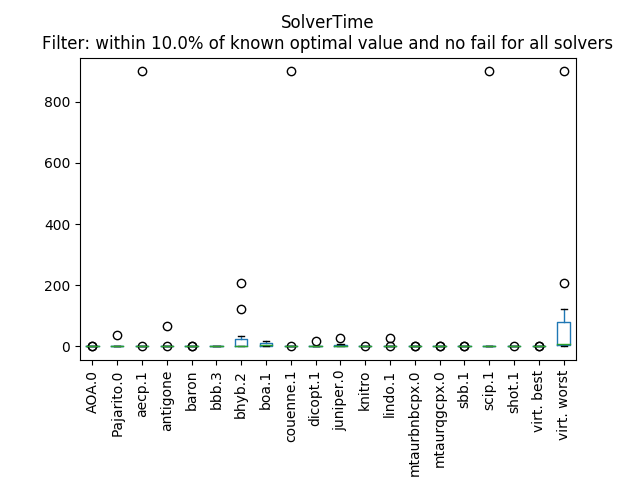 SolverTime
Filter: within 10.0% of known optimal value and no fail for all solvers
800
600
400
200
0
AOA.0
Pajarito.0
aecp.1
antigone
baron
bbb.3
bhyb.2
boa.1
couenne.1
dicopt.1
juniper.0
knitro
lindo.1
mtaurbnbcpx.0
mtaurqgcpx.0
sbb.1
scip.1
shot.1
virt. best
virt. worst